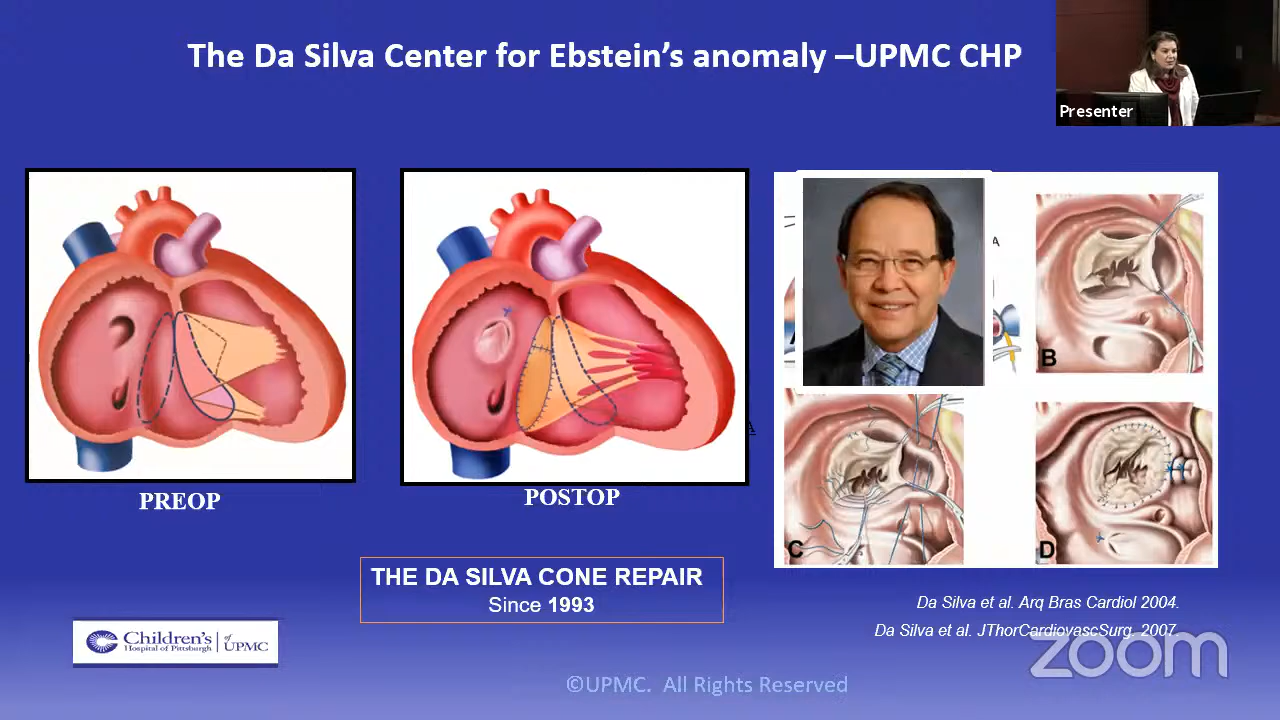 The Da Silva Center for Ebstein’s anomaly –UPMC CHP
Presenter
PREOP
POSTOP
A
A
B
C
D
THE DA SILVA CONE REPAIR
Since 1993
Da Silva et al. Arq Bras Cardiol 2004.
Da Silva et al. JThorCardiovascSurg. 2007.
Children's
Hospital of Pittsburgh
of
UPMC
zoom
©UPMC. All Rights Reserved